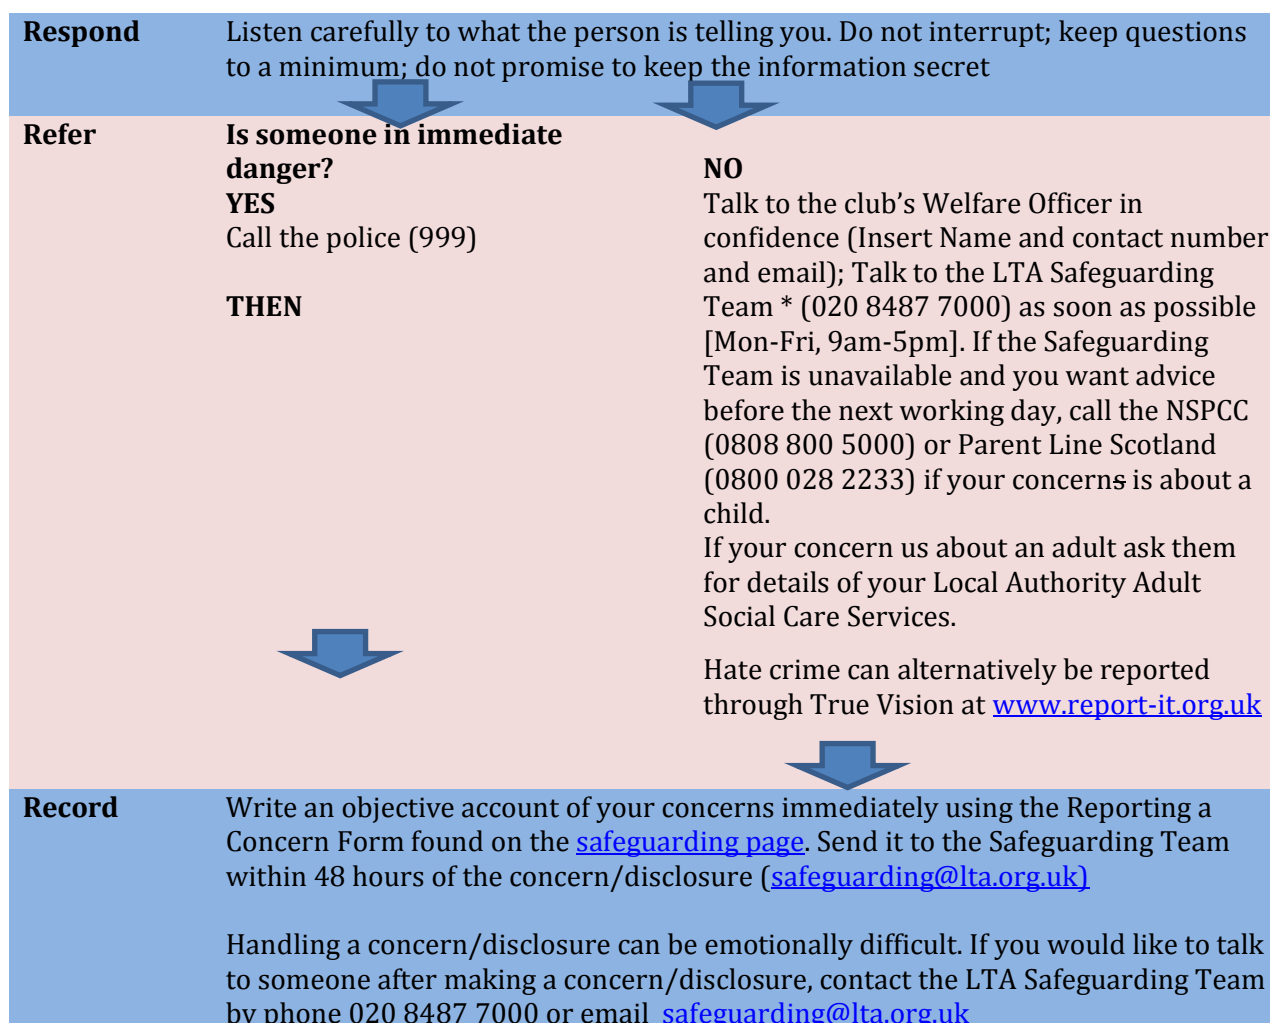 Respond
Listen carefully to what the person is telling you. Do not interrupt; keep questions
to a minimum; do not promise to keep the information secret
Refer
Is someone in immediate
danger?
YES
Call the police (999)
THEN
NO
Talk to the club’s Welfare Officer in
confidence (Insert Name and contact number
and email); Talk to the LTA Safeguarding
Team * (020 8487 7000) as soon as possible
[Mon-Fri, 9am-5pm]. If the Safeguarding
Team is unavailable and you want advice
before the next working day, call the NSPCC
(0808 800 5000) or Parent Line Scotland
(0800 028 2233) if your concerns is about a
child.
If your concern us about an adult ask them
for details of your Local Authority Adult
Social Care Services.
Hate crime can alternatively be reported
through True Vision at www.report-it.org.uk
Record
Write an objective account of your concerns immediately using the Reporting a
Concern Form found on the safeguarding page. Send it to the Safeguarding Team
within 48 hours of the concern/disclosure (safeguarding@lta.org.uk)
Handling a concern/disclosure can be emotionally difficult. If you would like to talk
to someone after making a concern/disclosure, contact the LTA Safeguarding Team
by phone 020 8487 7000 or email safeguarding@lta.org.uk